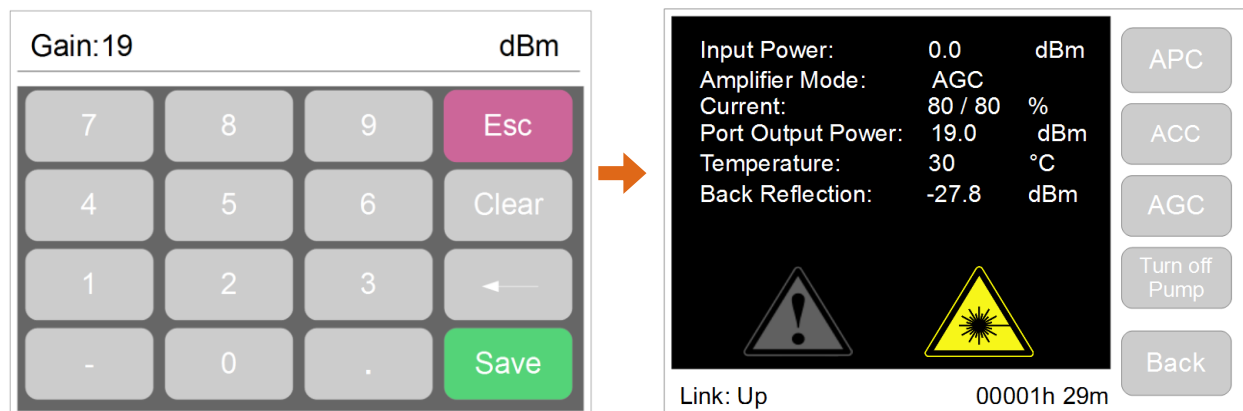 Gain:19 dBm
7 8 9 Esc
4 5 6 Clear
1 2 3
- 0 . Save
Input Power: 0.0 dBm
Amplifier Mode: AGC
Current: 80 / 80 %
Port Output Power: 19.0 dBm
Temperature: 30 °C
Back Reflection: -27.8 dBm
Link: Up 00001h 29m
APC
ACC
AGC
Turn off
Pump
Back